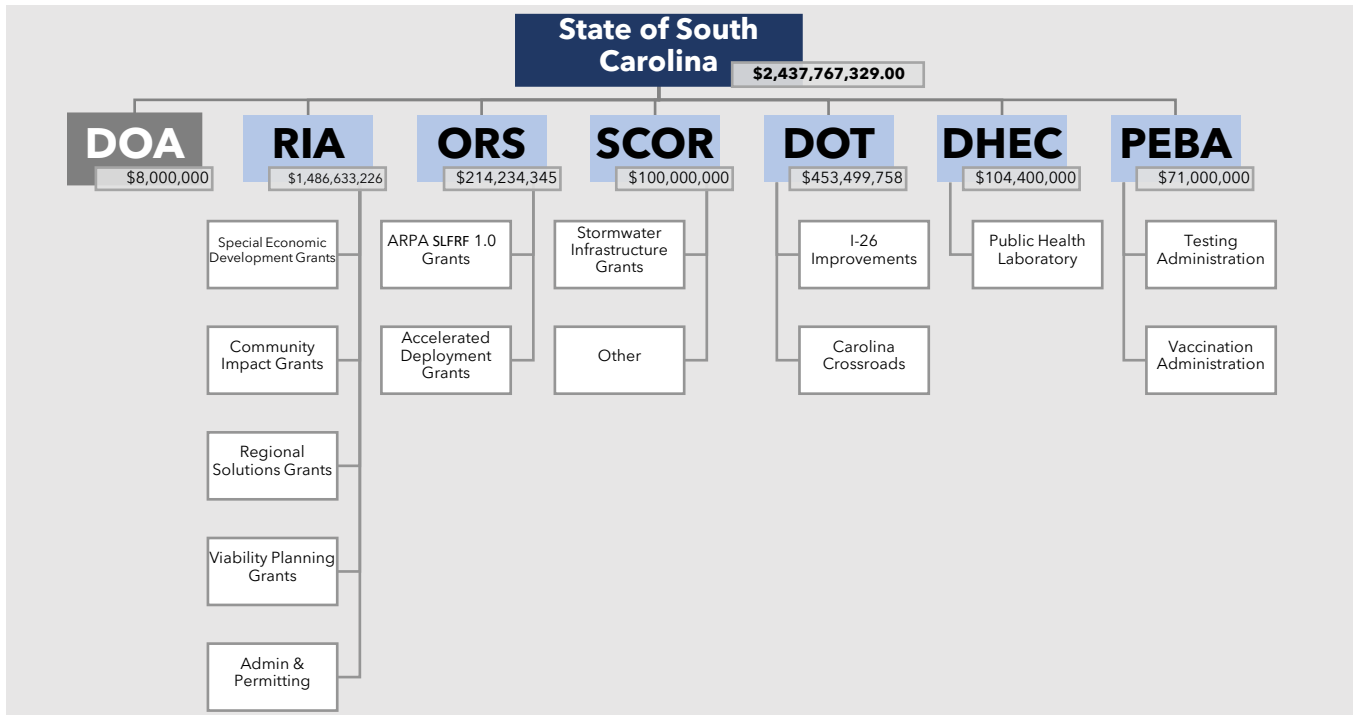 State of South
Carolina
$2,437,767,329.00
DOA
$8,000,000
RIA
$1,486,633,226
ORS
$214,234,345
SCOR
$100,000,000
DOT
$453,499,758
DHEC
$104,400,000
PEBA
$71,000,000
Special Economic
Development Grants
Community
Impact Grants
Regional
Solutions Grants
Viability Planning
Grants
Admin &
Permitting
ARPA SLFRF 1.0
Grants
Accelerated
Deployment
Grants
Stormwater
Infrastructure
Grants
Other
I-26
Improvements
Carolina
Crossroads
Public Health
Laboratory
Testing
Administration
Vaccination
Administration